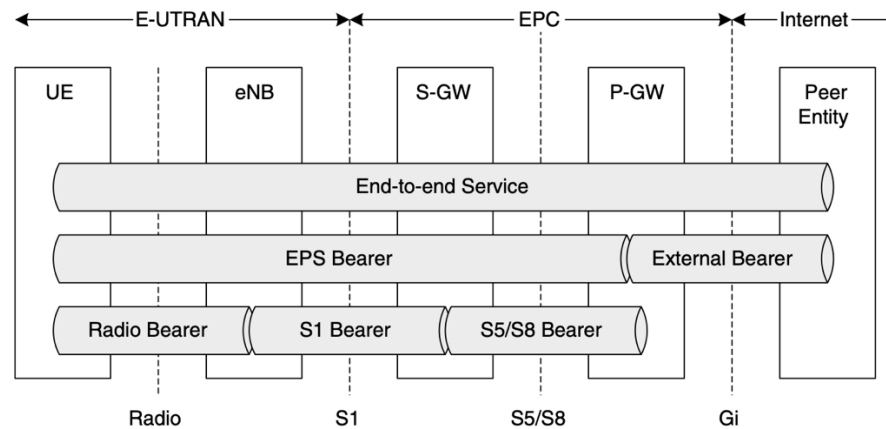 E-UTRAN
EPC
Internet
UE
eNB
S-GW
P-GW
Peer
Entity
End-to-end Service
EPS Bearer
External Bearer
Radio Bearer
S1 Bearer
S5/S8 Bearer
Radio
S1
S5/S8
Gi